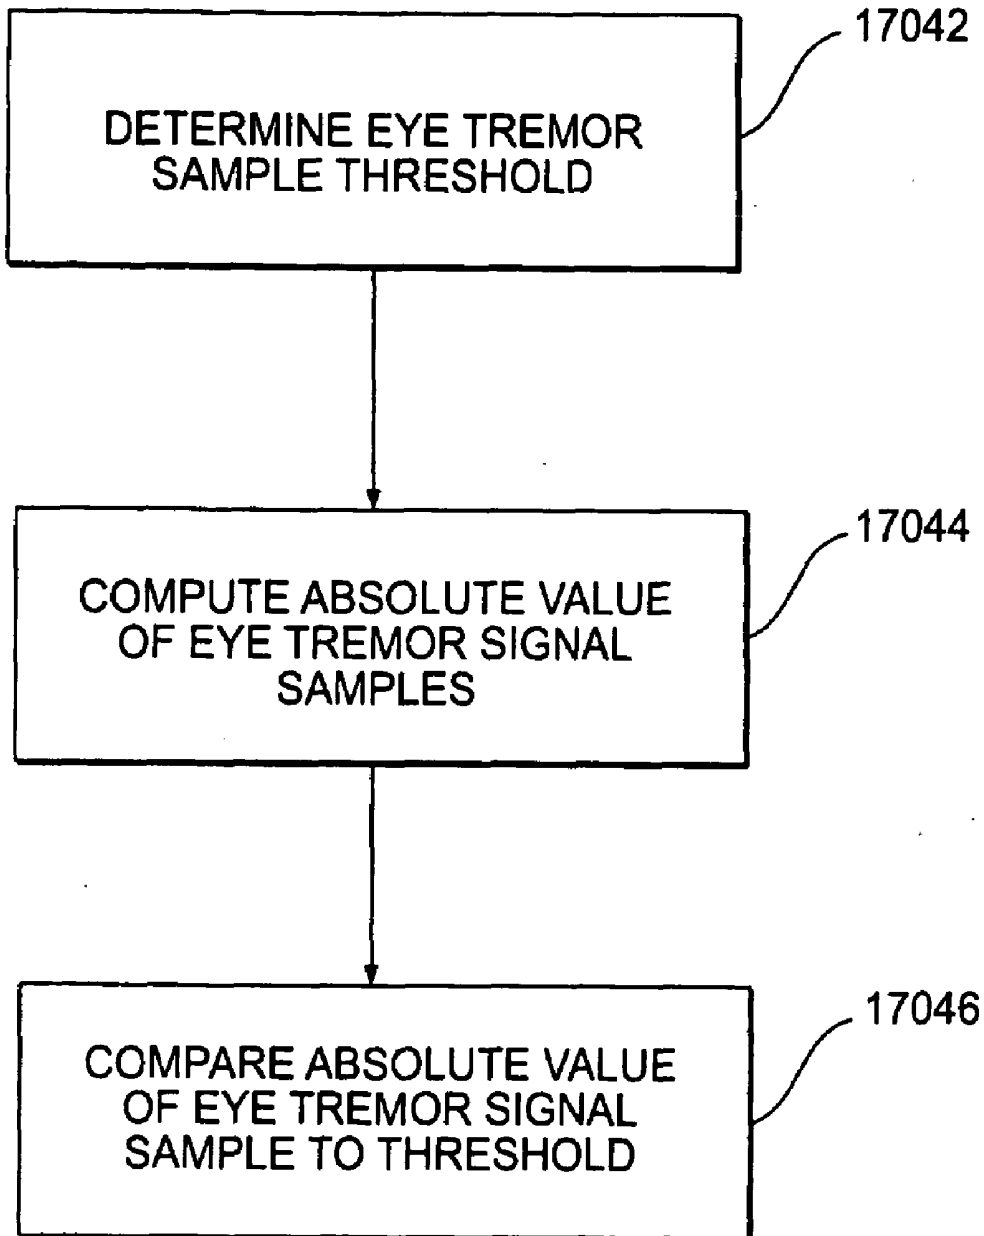 17042
DETERMINE EYE TREMOR
SAMPLE THRESHOLD
17044
COMPUTE ABSOLUTE VALUE
OF EYE TREMOR SIGNAL
SAMPLES
17046
COMPARE ABSOLUTE VALUE
OF EYE TREMOR SIGNAL
SAMPLE TO THRESHOLD